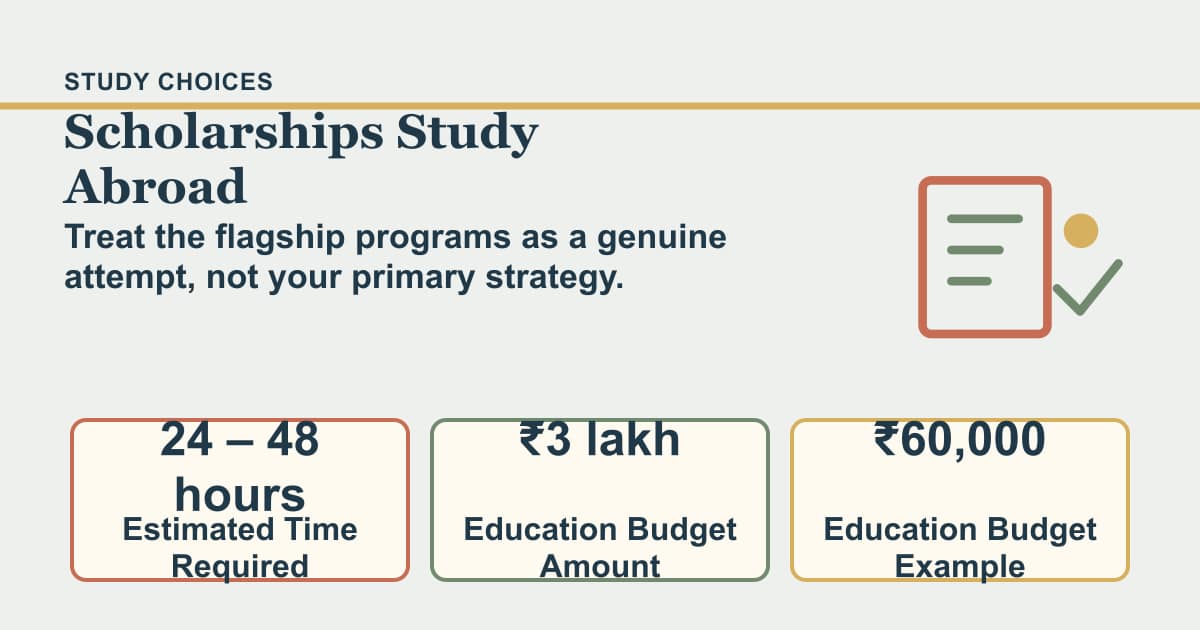 STUDY CHOICES
Scholarships Study
Abroad
Treat the flagship programs as a genuine
attempt, not your primary strategy.
24 – 48
hours
Estimated Time
Required
₹3 lakh
Education Budget
Amount
₹60,000
Education Budget
Example